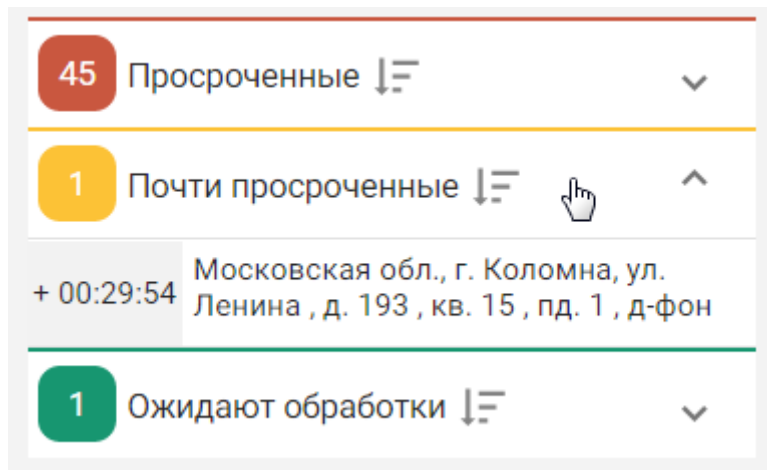 45 Просроченные
1 Почти просроченные
+ 00:29:54 Московская обл., г. Коломна, ул.
Ленина , д. 193 , кв. 15 , пд. 1 , д-фон
1 Ожидают обработки